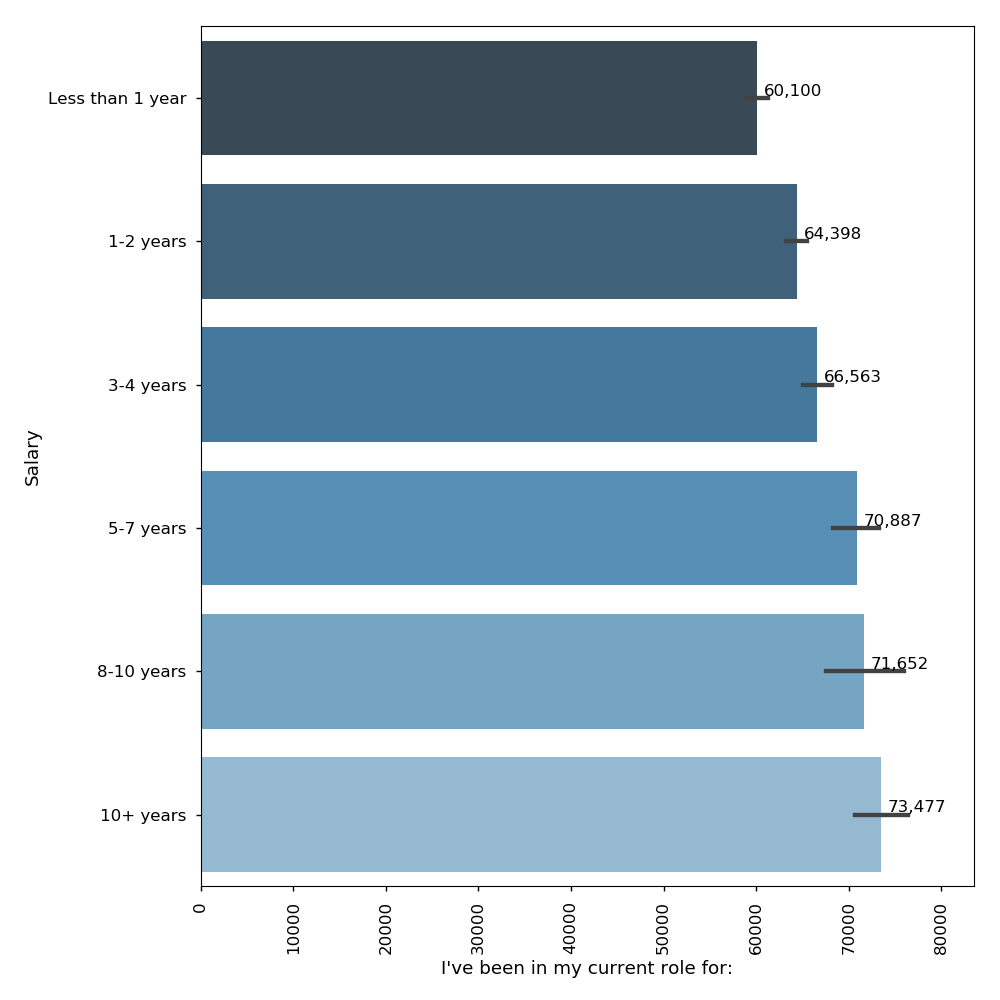 Less than 1 year
60,100
1-2 years
64,398
3-4 years
66,563
Salary
5-7 years
70,887
8-10 years
71,652
10+ years
73,477
0
10000
20000
30000
40000
50000
60000
70000
80000
I've been in my current role for: